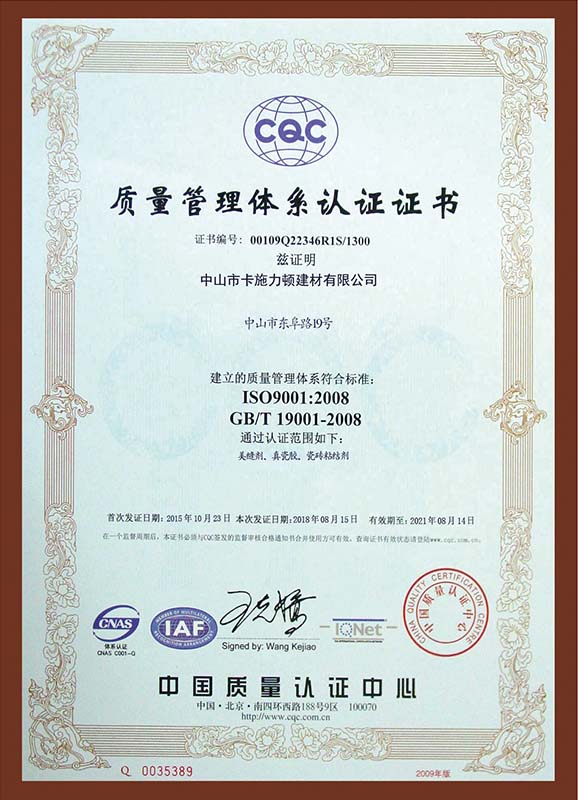 CQC
质量管理体系认证证书
证书编号：00109Q22346R1S/1300
兹证明
中山市卡施力顿建材有限公司
中山市东阜路19号
建立的质量管理体系符合标准：
ISO9001:2008
GB/T 19001-2008
通过认证范围如下：
美缝剂、真瓷胶、瓷砖粘结剂
首次发证日期：2015年10月23日 本次发证日期：2018年08月15日 有效期至：2021年08月14日
在一个监督周期后，本证书必须与CQC签发的监督审核合格通知书合并使用方可有效，查询证书有效状态请登陆www.cqc.com.cn;
CNAS
体系认证
CNAS C001-Q
MEMBER OF MULTILATERAL
IAF
RECOGNITION ARRANGEMENT
Signed by: Wang Kejiao
IQNet
THE INTERNATIONAL CERTIFICATION NETWORK
QUALITY CERTIFICATION CENTRE
CHINA
中国质量认证中心
中国质量认证中心
中国·北京·南四环西路188号9区 100070
http://www.cqc.com.cn
Q 0035389
2009年版